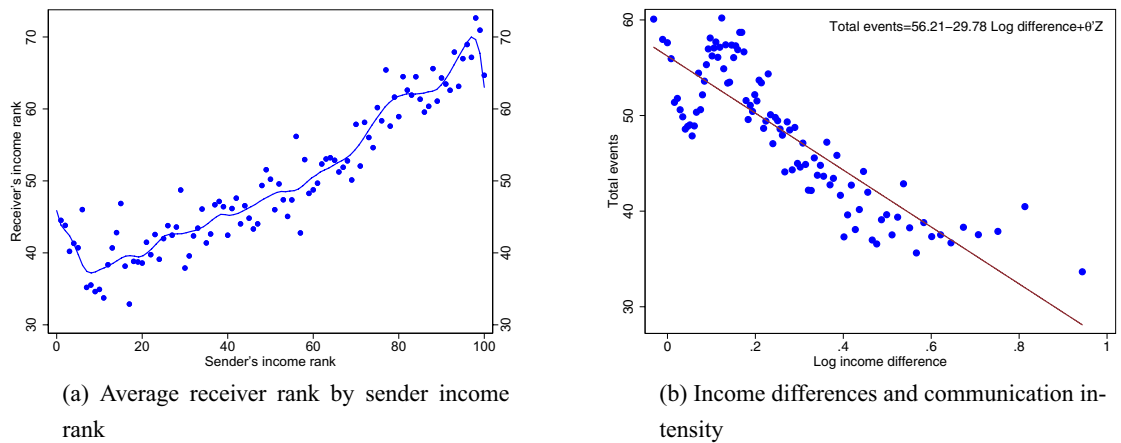 70
60
50
40
30
Receiver's income rank
70
60
50
40
30
0 20 40 60 80 100
Sender's income rank
(a) Average receiver rank by sender income
rank
Total events=56.21−29.78 Log difference+θ'Z
60
50
40
30
Total events
0 .2 .4 .6 .8 1
Log income difference
(b) Income differences and communication in-
tensity